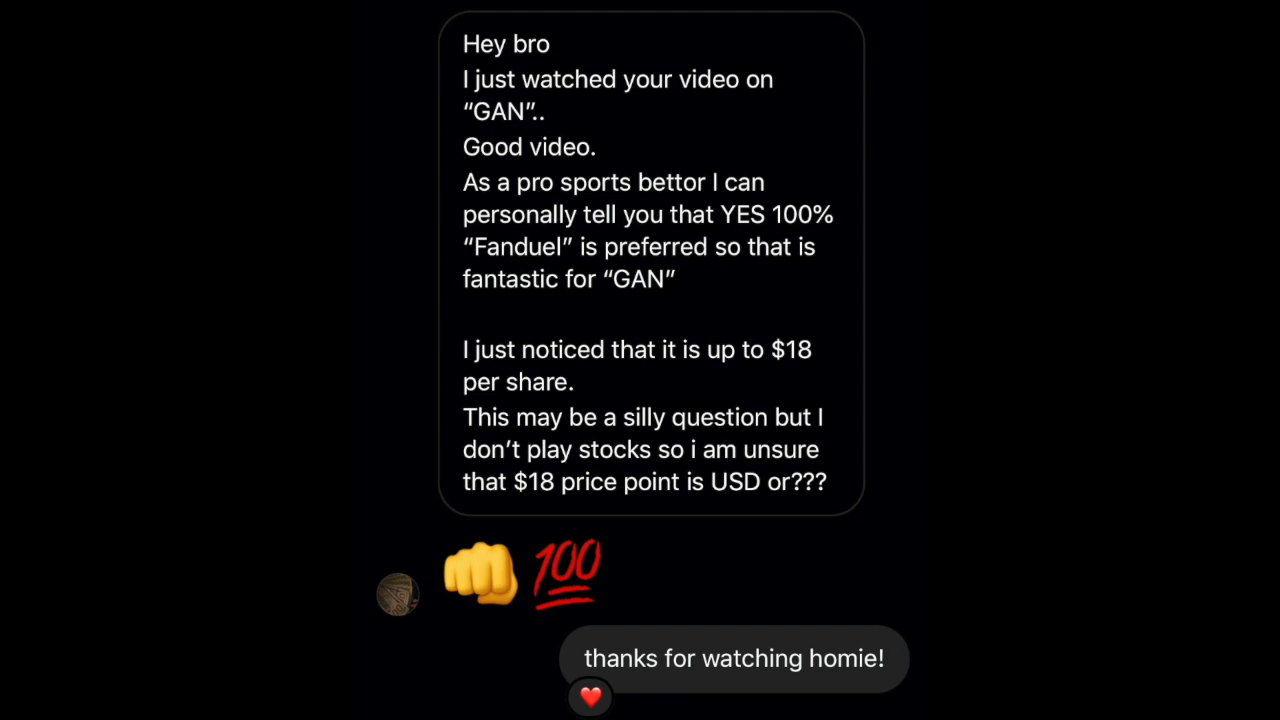 Hey bro
I just watched your video on
“GAN”..
Good video.
As a pro sports bettor I can
personally tell you that YES 100%
“Fanduel” is preferred so that is
fantastic for “GAN”
I just noticed that it is up to $18
per share.
This may be a silly question but I
don’t play stocks so i am unsure
that $18 price point is USD or???
👊 💯
thanks for watching homie!